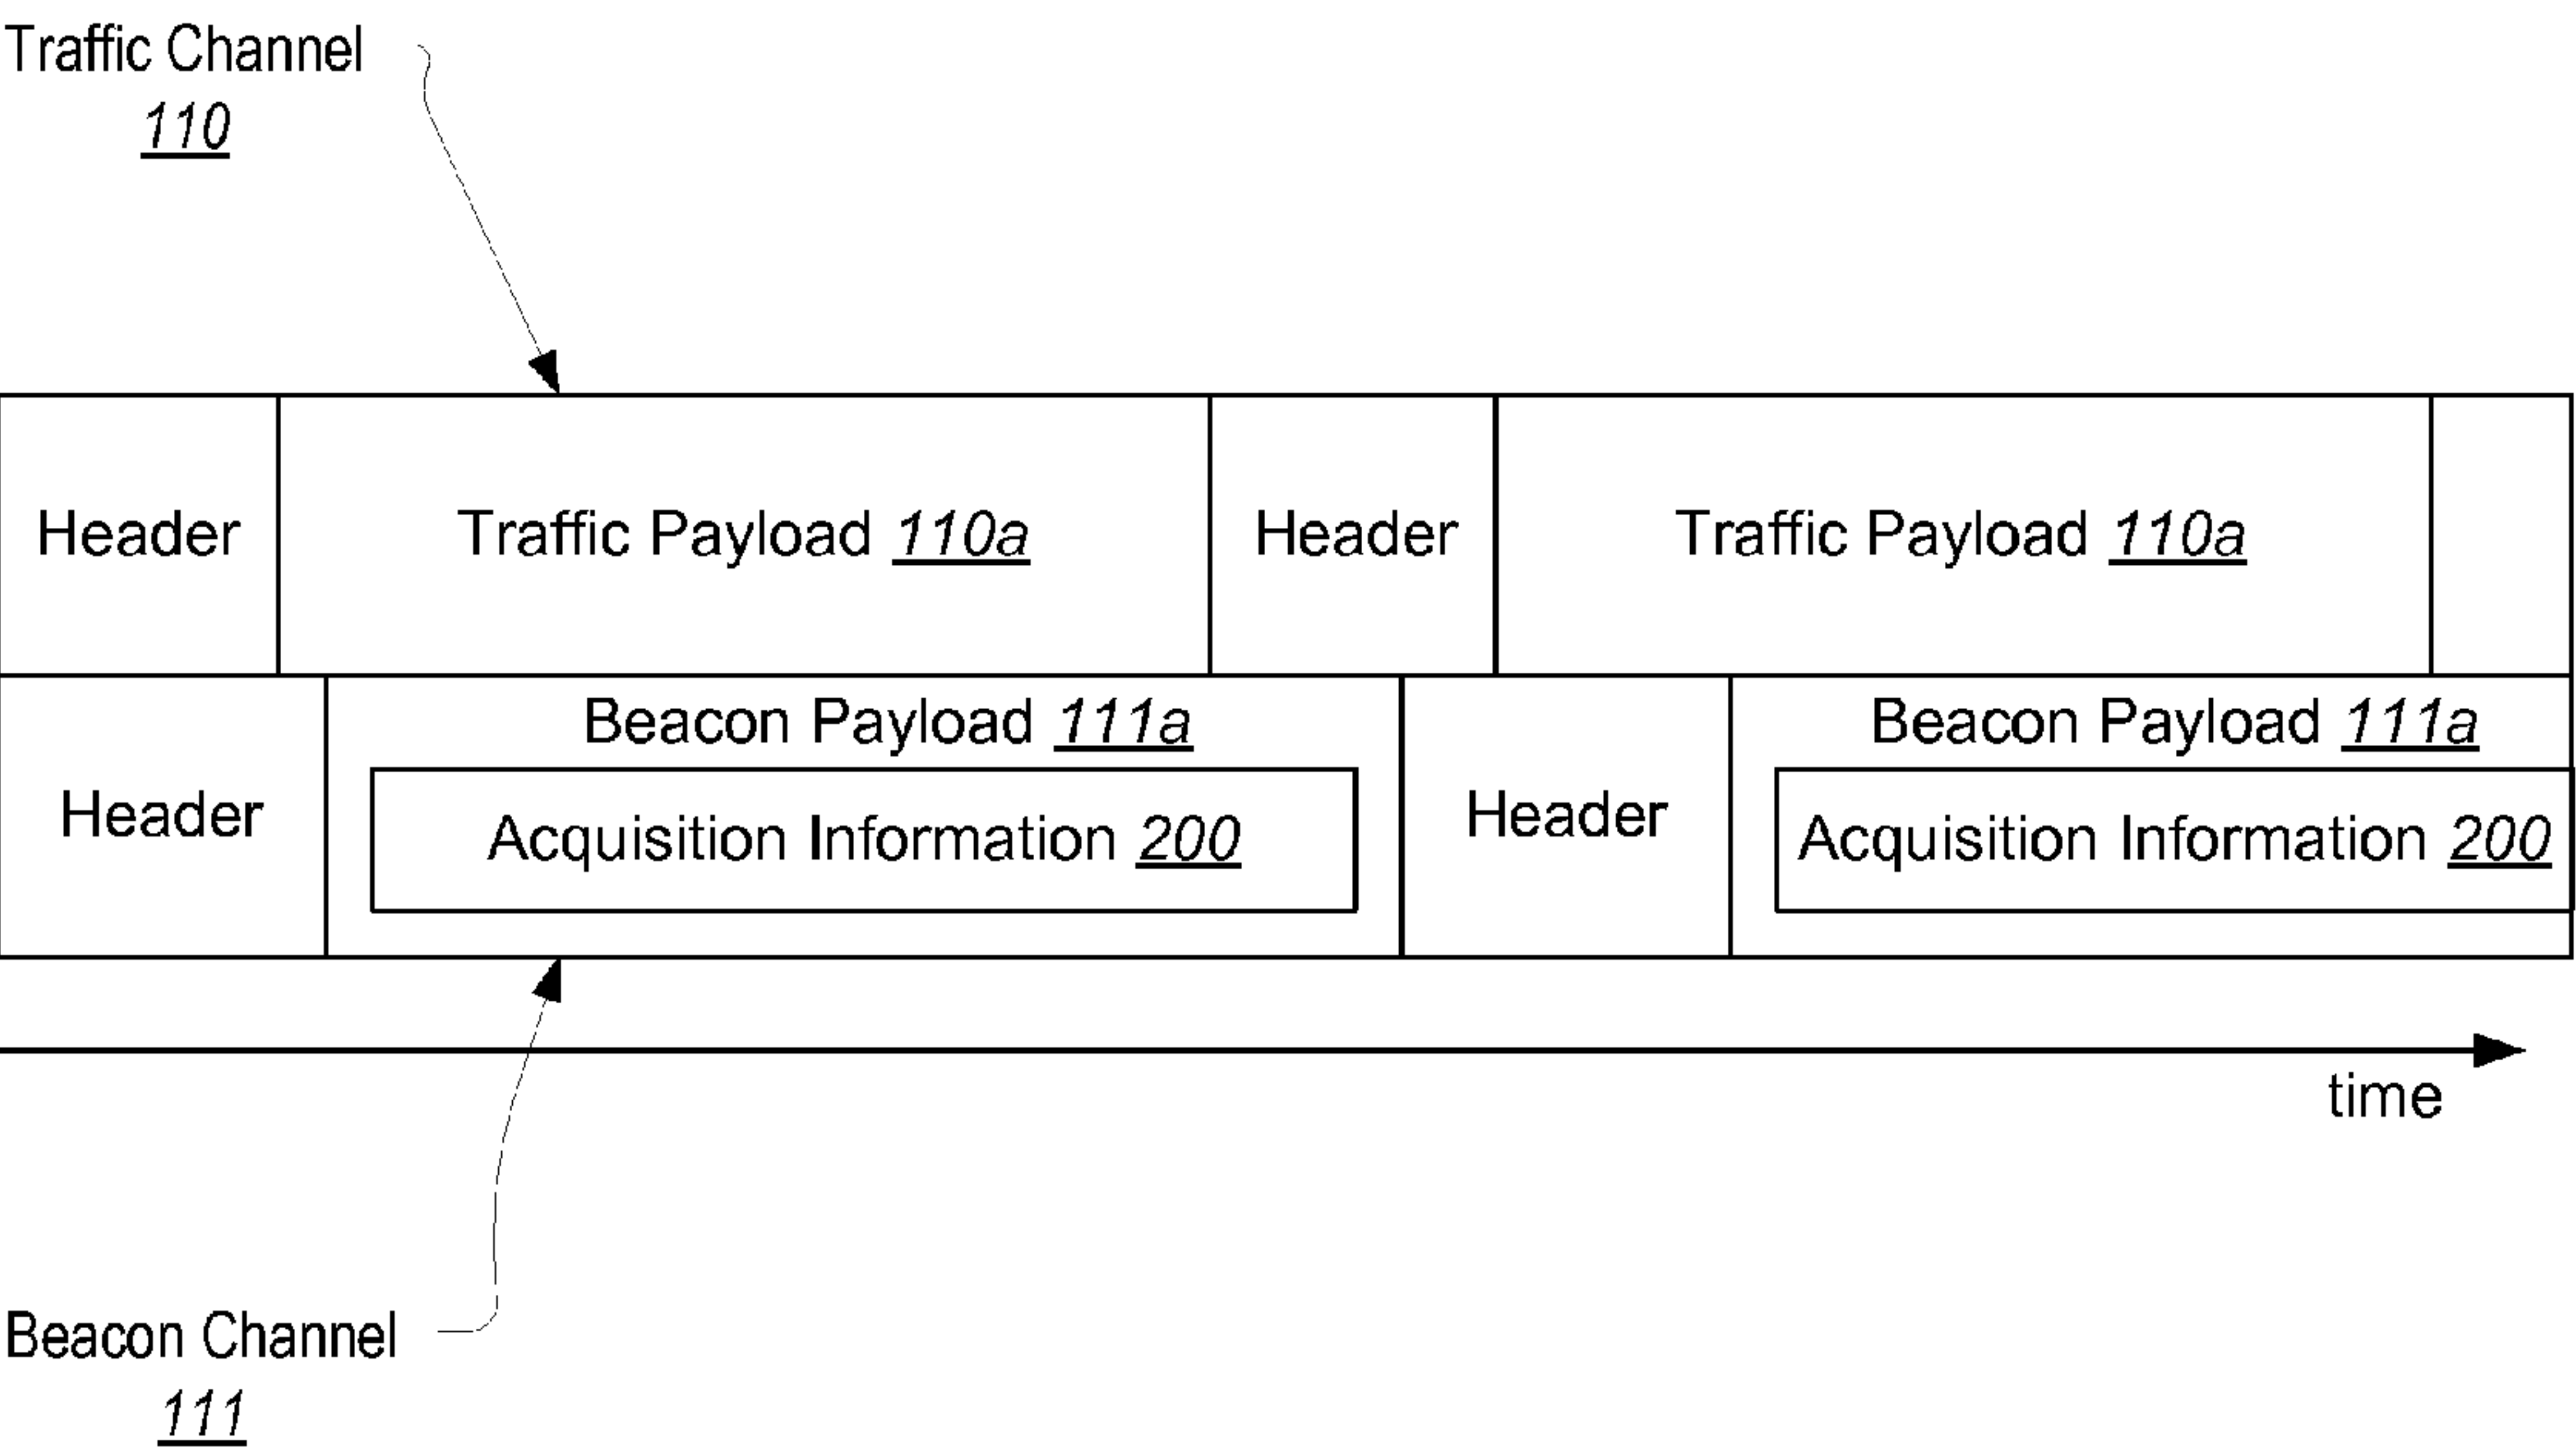 Traffic Channel
110
Header
Traffic Payload 110a
Header
Traffic Payload 110a
Header
Beacon Payload 111a
Acquisition Information 200
Header
Beacon Payload 111a
Acquisition Information 200
time
Beacon Channel
111